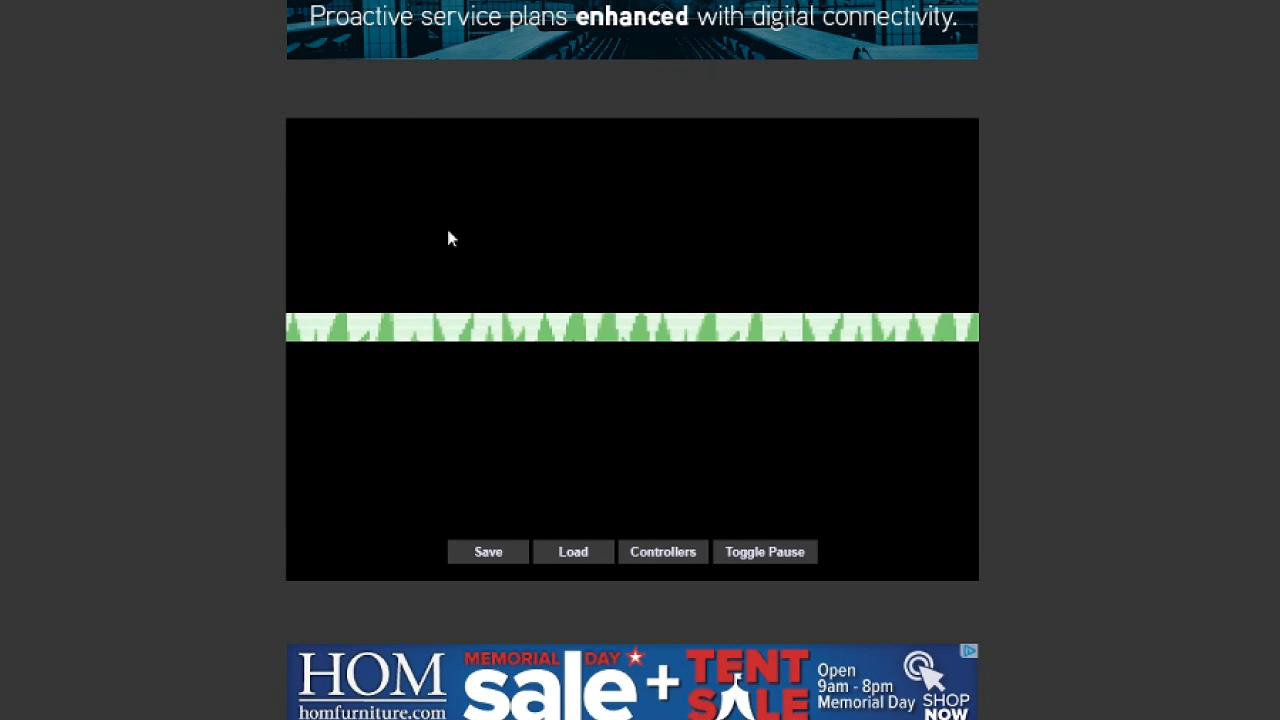 Proactive service plans enhanced with digital connectivity.
Save Load Controllers Toggle Pause
HOM
homfurniture.com
MEMORIAL DAY
sale + TENT SALE
Open
9am - 8pm
Memorial Day
SHOP
NOW